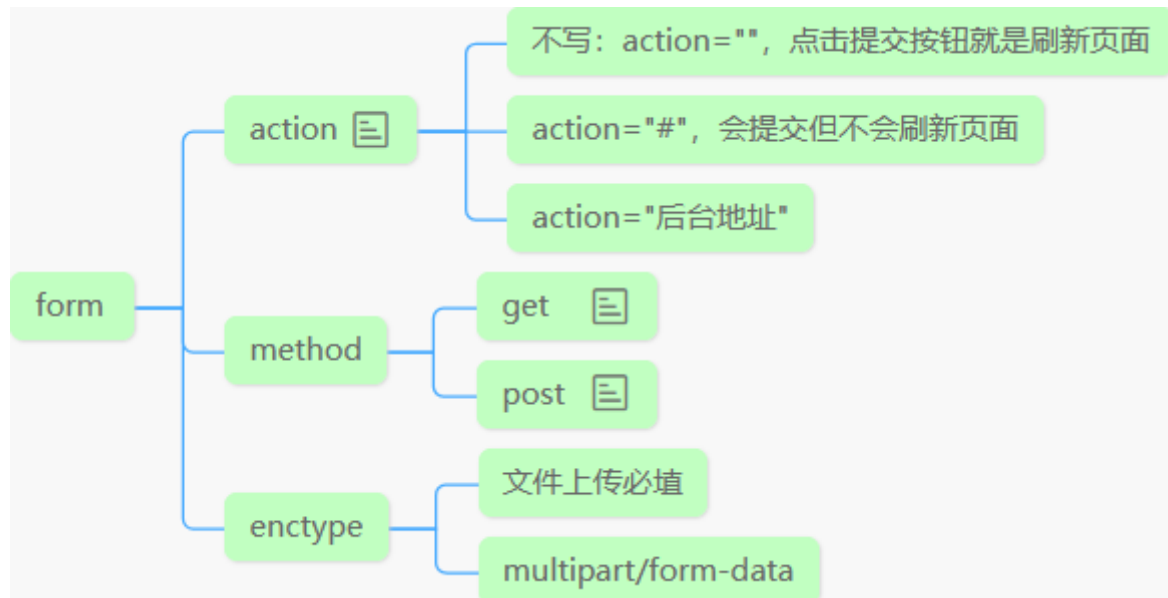 form
action
不写：action=""，点击提交按钮就是刷新页面
action="#"，会提交但不会刷新页面
action="后台地址"
method
get
post
enctype
文件上传必填
multipart/form-data